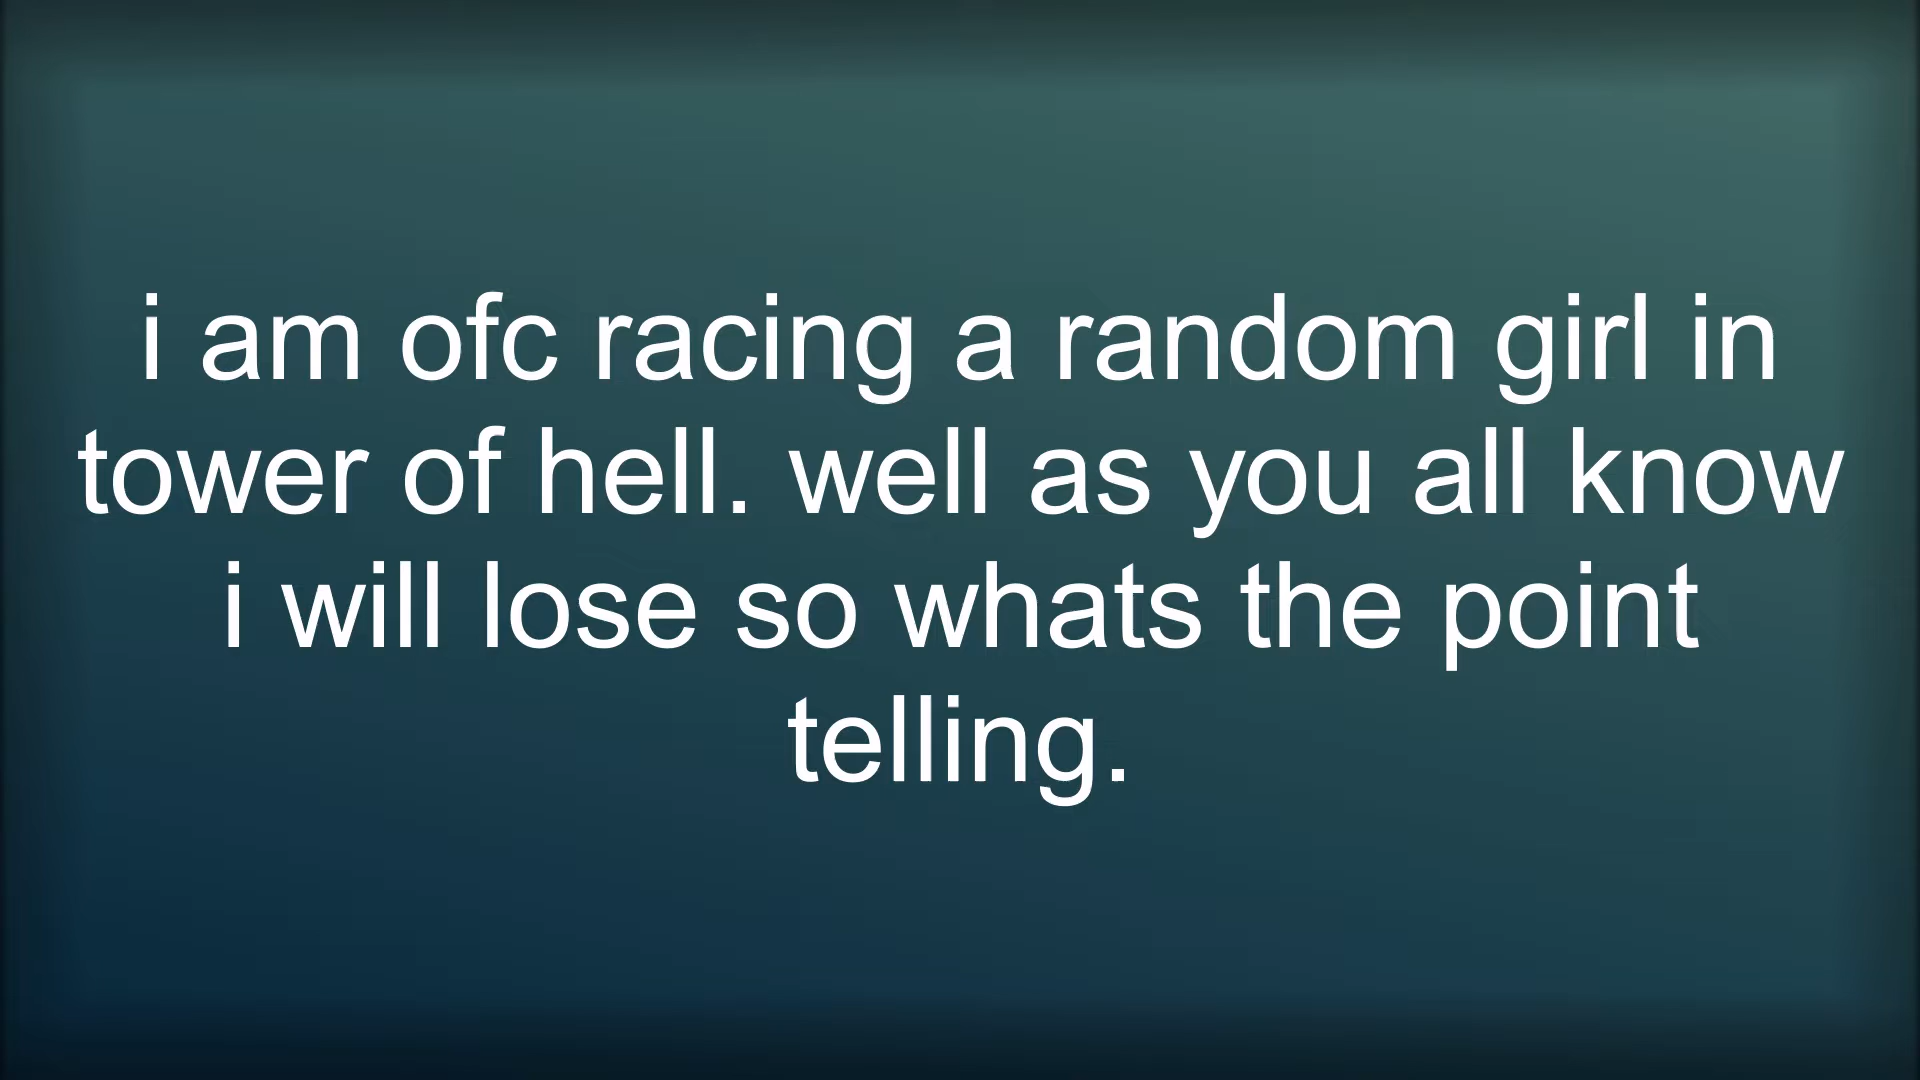 i am ofc racing a random girl in
tower of hell. well as you all know
i will lose so whats the point
telling.